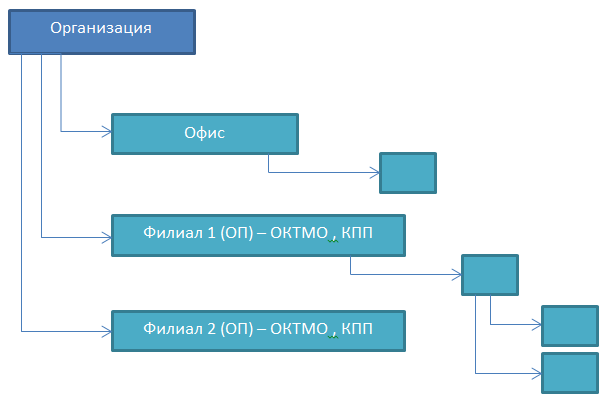 Организация
Офис
Филиал 1 (ОП) – ОКТМО , КПП
Филиал 2 (ОП) – ОКТМО , КПП